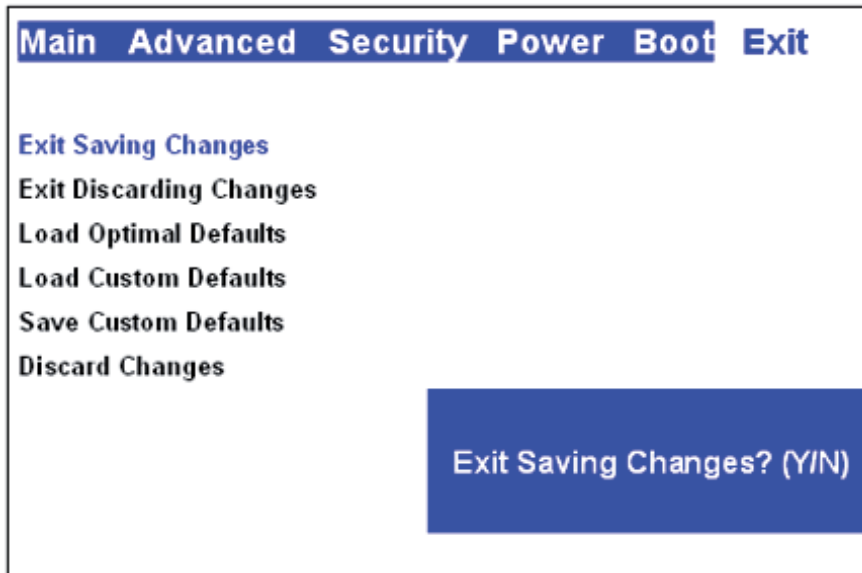 Main Advanced Security Power Boot Exit
Exit Saving Changes
Exit Discarding Changes
Load Optimal Defaults
Load Custom Defaults
Save Custom Defaults
Discard Changes
Exit Saving Changes? (Y/N)